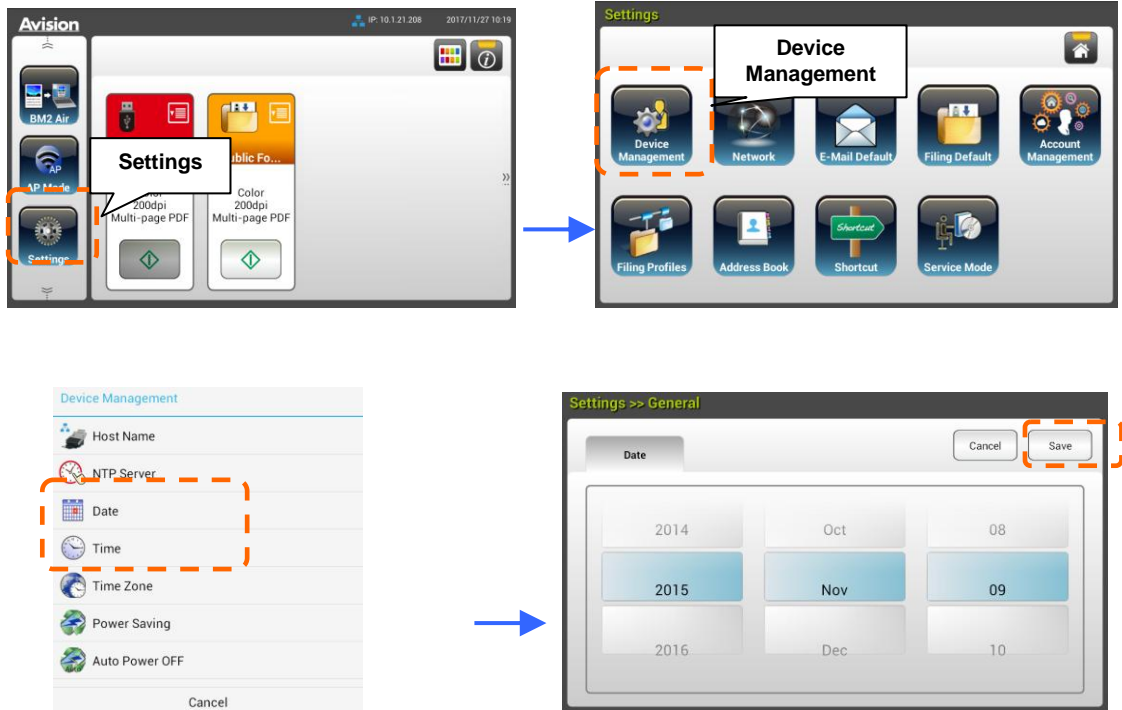 Avision
IP: 10.1.21.208 2017/11/27 10:19
BM2 Air
AP
AP Mode
Settings
Settings
ublic Fo...
Color
200dpi
Multi-page PDF
Color
200dpi
Multi-page PDF
Settings
Device
Management
Device
Management
Network
E-Mail Default
Filing Default
Account
Management
Filing Profiles
Address Book
Shortcut
Shortcut
Service Mode
Device Management
Host Name
NTP Server
Date
Time
Time Zone
Power Saving
Auto Power OFF
Cancel
Settings >> General
Date
Cancel
Save
2014 Oct 08
2015 Nov 09
2016 Dec 10